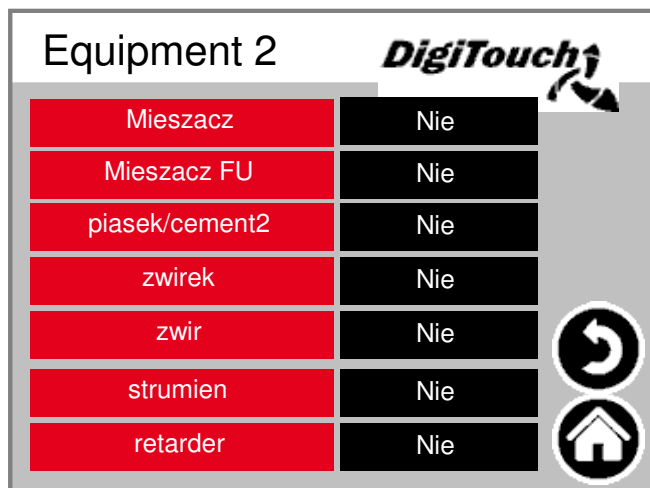 Equipment 2
DigiTouch
Mieszacz Nie
Mieszacz FU Nie
piasek/cement2 Nie
zwirek Nie
zwir Nie
strumien Nie
retarder Nie